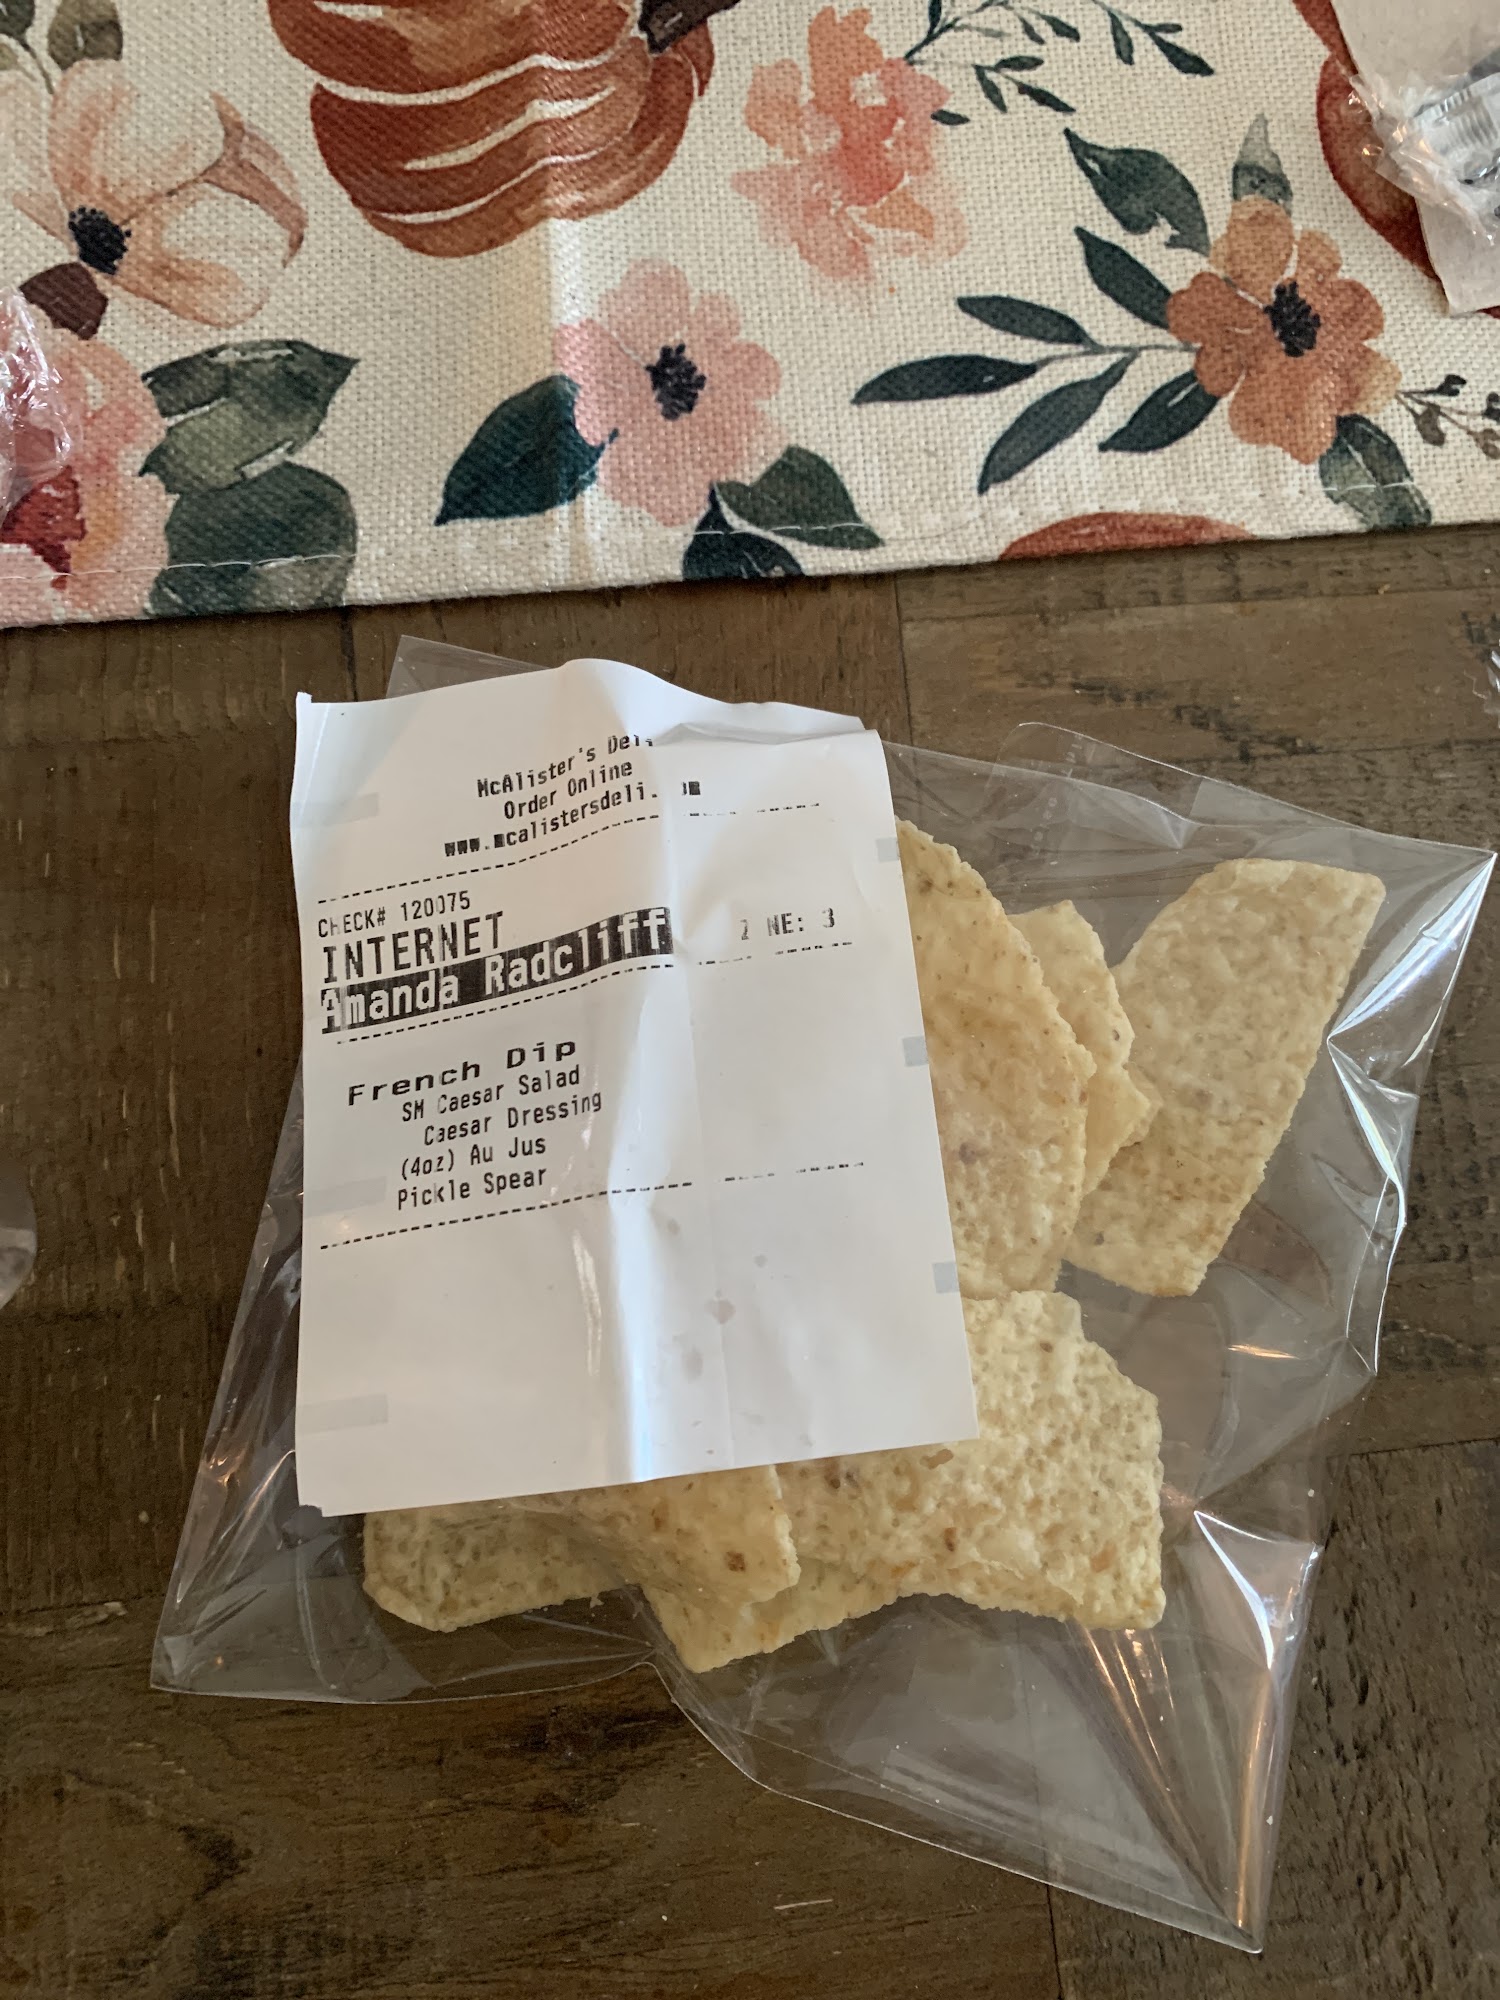 McAlister's Deli
Order Online
www.mcalistersdeli.
CHECK# 120075
INTERNET NE: 3
Amanda Radcliff
French Dip
SM Caesar Salad
Caesar Dressing
(4oz) Au Jus
Pickle Spear